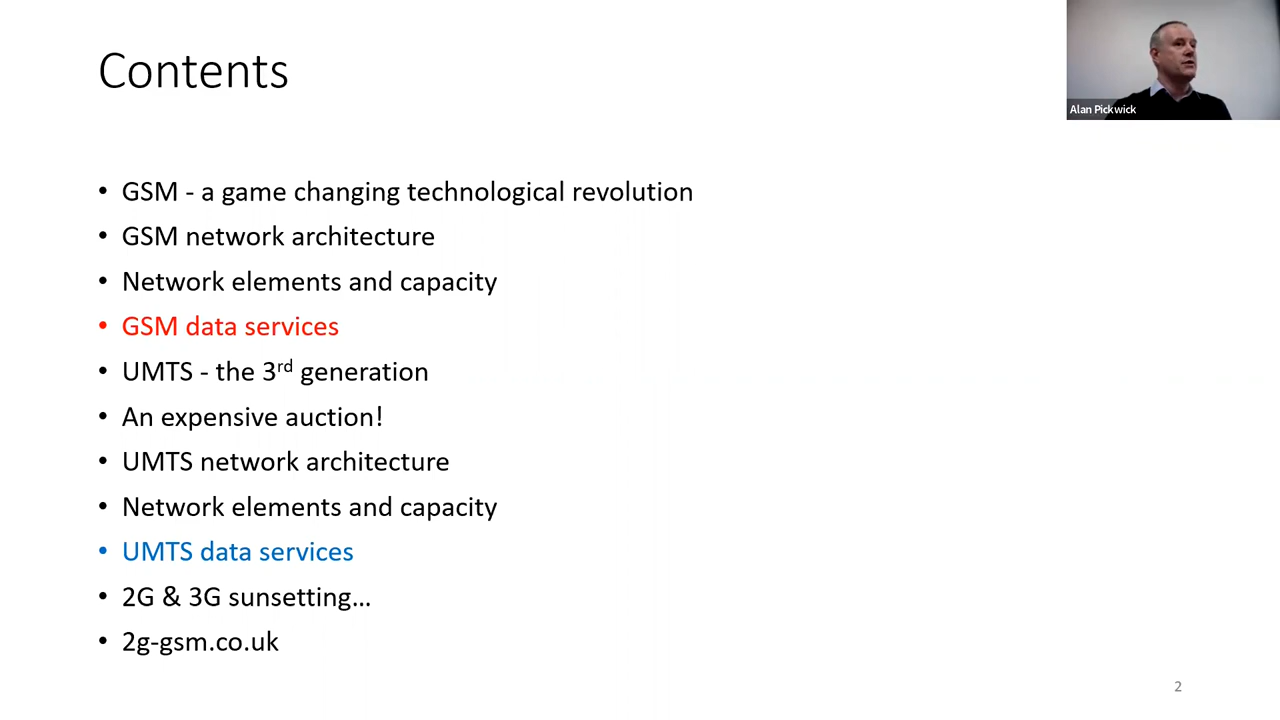 Contents
Alan Pickwick
• GSM - a game changing technological revolution
• GSM network architecture
• Network elements and capacity
• GSM data services
• UMTS - the 3rd generation
• An expensive auction!
• UMTS network architecture
• Network elements and capacity
• UMTS data services
• 2G & 3G sunsetting…
• 2g-gsm.co.uk
2